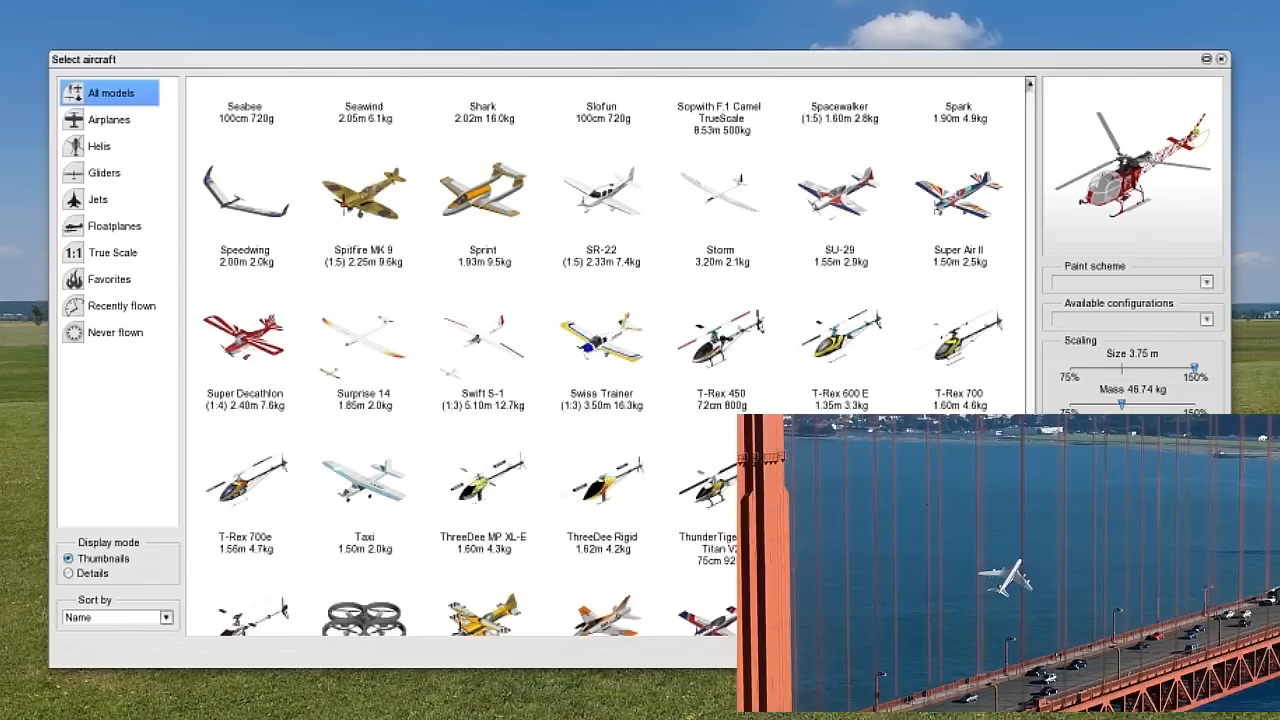 Select aircraft
All models
Airplanes
Helis
Gliders
Jets
Floatplanes
1:1 True Scale
Favorites
Recently flown
Never flown
Display mode
Thumbnails
Details
Sort by
Name
Seabee
100cm 720g
Seawind
2.05m 6.1kg
Shark
2.02m 16.0kg
Slofun
100cm 720g
Sopwith F.1 Camel
TrueScale
8.53m 500kg
Spacewalker
(1:5) 1.60m 2.8kg
Spark
1.90m 4.9kg
Speedwing
2.00m 2.0kg
Spitfire MK 9
(1:5) 2.25m 9.6kg
Sprint
1.93m 9.5kg
SR-22
(1:5) 2.33m 7.4kg
Storm
3.20m 2.1kg
SU-29
1.55m 2.9kg
Super Air II
1.50m 2.5kg
Super Decathlon
(1:4) 2.40m 7.6kg
Surprise 14
1.85m 2.0kg
Swift S-1
(1:3) 5.10m 12.7kg
Swiss Trainer
(1:3) 3.50m 16.3kg
T-Rex 450
72cm 800g
T-Rex 600 E
1.35m 3.3kg
T-Rex 700
1.60m 4.6kg
T-Rex 700e
1.56m 4.7kg
Taxi
1.50m 2.0kg
ThreeDee MP XL-E
1.60m 4.3kg
ThreeDee Rigid
1.62m 4.2kg
ThunderTige
Titan V2
75cm 92
Paint scheme
Available configurations
Scaling
Size 3.75 m
75% 150%
Mass 46.74 kg
75% 150%